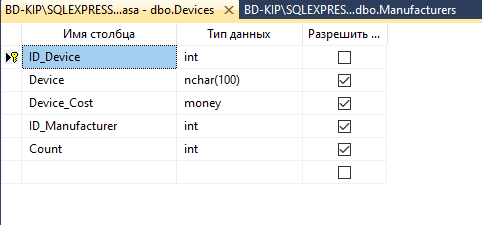 BD-KIP\SQLEXPRESS...asa - dbo.Devices BD-KIP\SQLEXPRES...dbo.Manufacturers
Имя столбца Тип данных Разрешить ...
ID_Device int
Device nchar(100)
Device_Cost money
ID_Manufacturer int
Count int